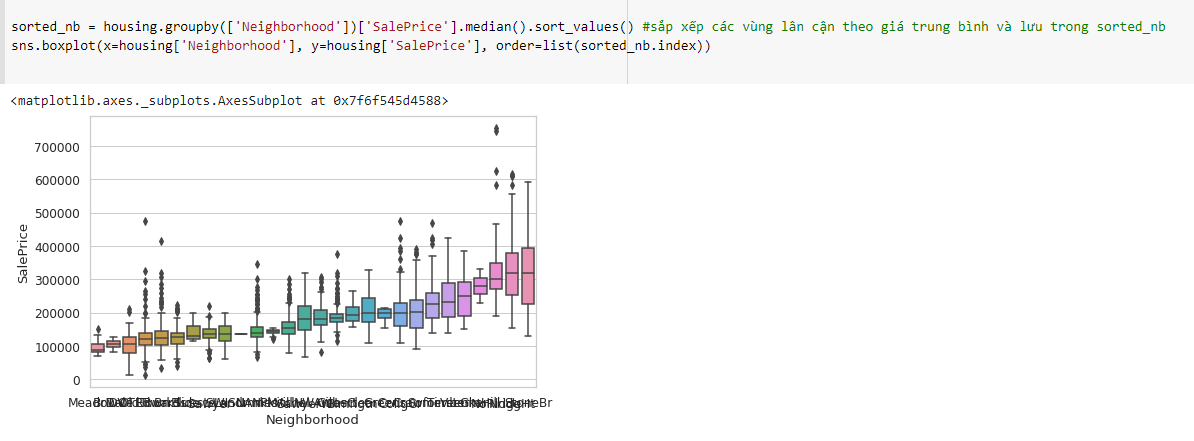 sorted_nb = housing.groupby(['Neighborhood'])['SalePrice'].median().sort_values() #sắp xếp các vùng lân cận theo giá trung bình và lưu trong sorted_nb
sns.boxplot(x=housing['Neighborhood'], y=housing['SalePrice'], order=list(sorted_nb.index))
<matplotlib.axes._subplots.AxesSubplot at 0x7f6f545d4588>
700000
600000
500000
400000
300000
200000
100000
0
SalePrice
Neighborhood